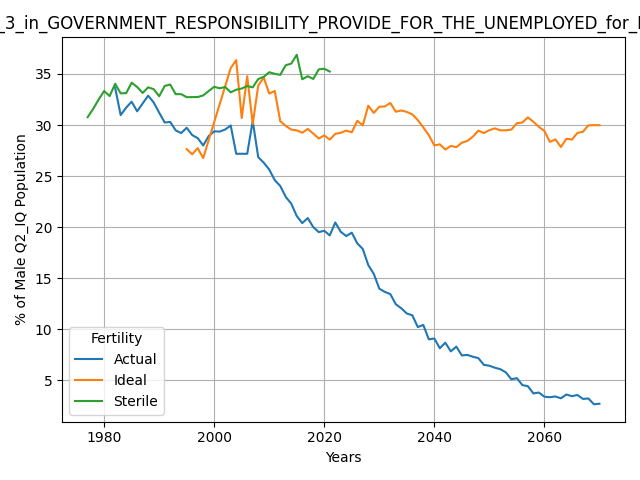 _3_in_GOVERNMENT_RESPONSIBILITY_PROVIDE_FOR_THE_UNEMPLOYED_for_
% of Male Q2_IQ Population
35
30
25
20
15
10
5
Fertility
Actual
Ideal
Sterile
1980
2000
2020
2040
2060
Years